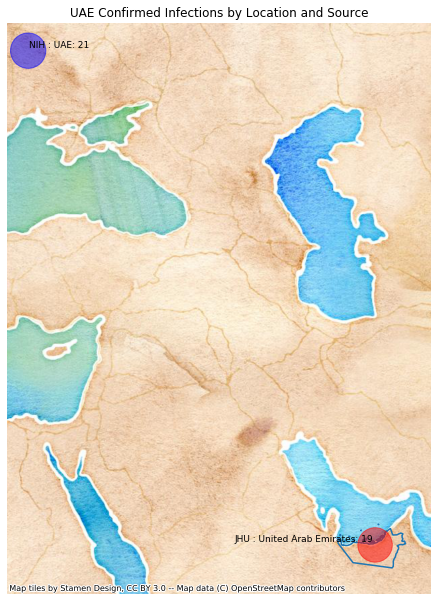 UAE Confirmed Infections by Location and Source
NIH : UAE: 21
JHU : United Arab Emirates: 19
Map tiles by Stamen Design, CC BY 3.0 -- Map data (C) OpenStreetMap contributors